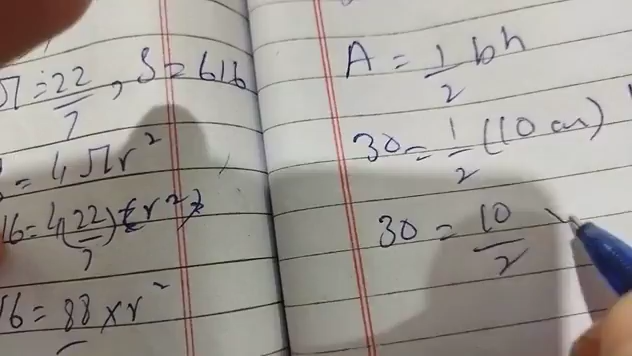 π = 22/7 , S = 616
= 4πr²
16 = 4(22/7)(r²)
16 = 88 × r²
A = 1/2 bh
30 = 1/2 (10 cm)
30 = 10/2